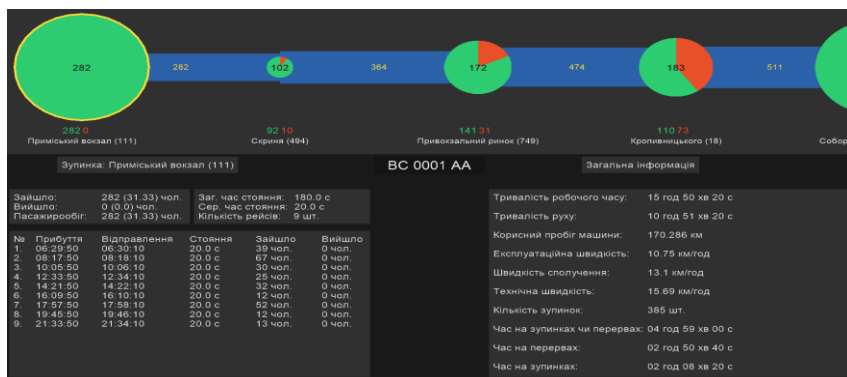 282 282 102 364 172 474 183 511
282 0 92 10 141 31 110 73
Приміський вокзал (111) Скриня (494) Привокзальний ринок (749) Кропивницького (18) Собор
Зупинка: Приміський вокзал (111) BC 0001 AA Загальна інформація
Зайшло: 282 (31.33) чол. Заг. час стояння: 180.0 с
Вийшло: 0 (0.0) чол. Сер. час стояння: 20.0 с
Пасажирообіг: 282 (31.33) чол. Кількість рейсів: 9 шт.
№ Прибуття Відправлення Стояння Зайшло Вийшло
1. 06:29:50 06:30:10 20.0 с 39 чол. 0 чол.
2. 08:17:50 08:18:10 20.0 с 67 чол. 0 чол.
3. 10:05:50 10:06:10 20.0 с 30 чол. 0 чол.
4. 12:33:50 12:34:10 20.0 с 25 чол. 0 чол.
5. 14:21:50 14:22:10 20.0 с 32 чол. 0 чол.
6. 16:09:50 16:10:10 20.0 с 12 чол. 0 чол.
7. 17:57:50 17:58:10 20.0 с 52 чол. 0 чол.
8. 19:45:50 19:46:10 20.0 с 12 чол. 0 чол.
9. 21:33:50 21:34:10 20.0 с 13 чол. 0 чол.
Тривалість робочого часу: 15 год 50 хв 20 с
Тривалість руху: 10 год 51 хв 20 с
Корисний пробіг машини: 170.286 км
Експлуатаційна швидкість: 10.75 км/год
Швидкість сполучення: 13.1 км/год
Технічна швидкість: 15.69 км/год
Кількість зупинок: 385 шт.
Час на зупинках чи перервах: 04 год 59 хв 00 с
Час на перервах: 02 год 50 хв 40 с
Час на зупинках: 02 год 08 хв 20 с